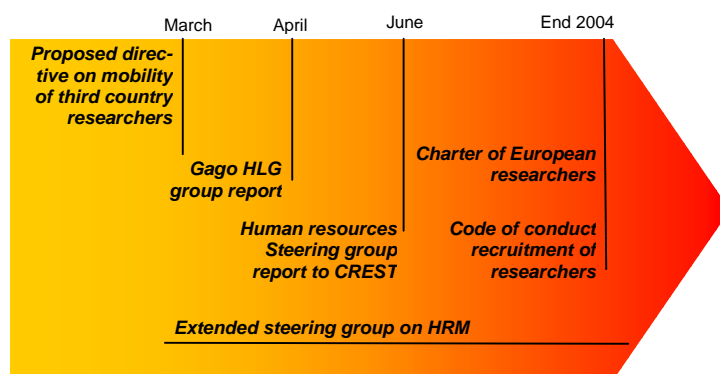 March
April
June
End 2004
Proposed direc-
tive on mobility
of third country
researchers
Gago HLG
group report
Human resources
Steering group
report to CREST
Charter of European
researchers
Code of conduct
recruitment of
researchers
Extended steering group on HRM